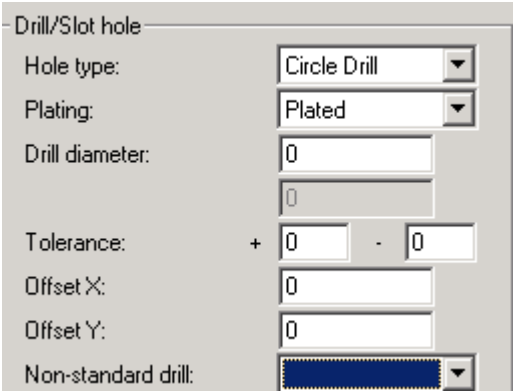 Drill/Slot hole
Hole type: Circle Drill
Plating: Plated
Drill diameter: 0
0
Tolerance: + 0 - 0
Offset X: 0
Offset Y: 0
Non-standard drill: